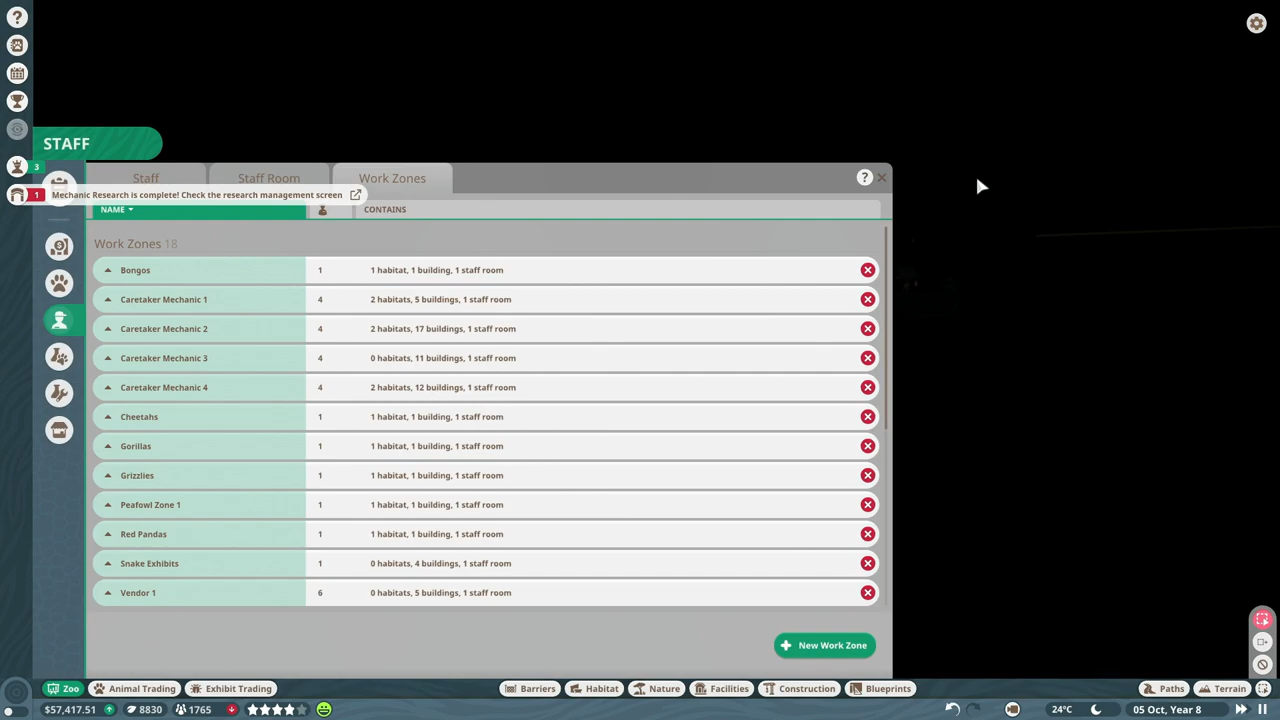 STAFF
3
Staff Staff Room Work Zones ?
1 Mechanic Research is complete! Check the research management screen
NAME CONTAINS
Work Zones 18
Bongos 1 1 habitat, 1 building, 1 staff room
Caretaker Mechanic 1 4 2 habitats, 5 buildings, 1 staff room
Caretaker Mechanic 2 4 2 habitats, 17 buildings, 1 staff room
Caretaker Mechanic 3 4 0 habitats, 11 buildings, 1 staff room
Caretaker Mechanic 4 4 2 habitats, 12 buildings, 1 staff room
Cheetahs 1 1 habitat, 1 building, 1 staff room
Gorillas 1 1 habitat, 1 building, 1 staff room
Grizzlies 1 1 habitat, 1 building, 1 staff room
Peafowl Zone 1 1 1 habitat, 1 building, 1 staff room
Red Pandas 1 1 habitat, 1 building, 1 staff room
Snake Exhibits 1 0 habitats, 4 buildings, 1 staff room
Vendor 1 6 0 habitats, 5 buildings, 1 staff room
New Work Zone
Zoo Animal Trading Exhibit Trading Barriers Habitat Nature Facilities Construction Blueprints Paths Terrain
$57,417.51 8830 1765 24°C 05 Oct, Year 8